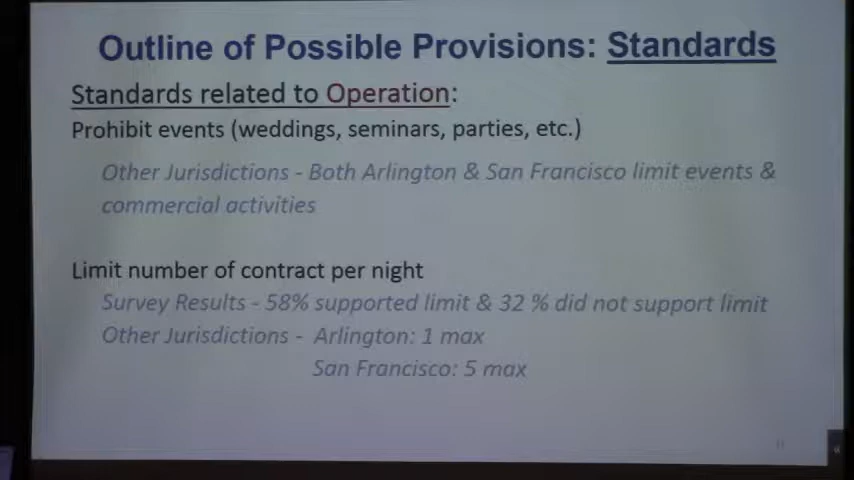 Outline of Possible Provisions: Standards
Standards related to Operation:
Prohibit events (weddings, seminars, parties, etc.)
Other Jurisdictions - Both Arlington & San Francisco limit events &
commercial activities
Limit number of contract per night
Survey Results - 58% supported limit & 32 % did not support limit
Other Jurisdictions - Arlington: 1 max
San Francisco: 5 max